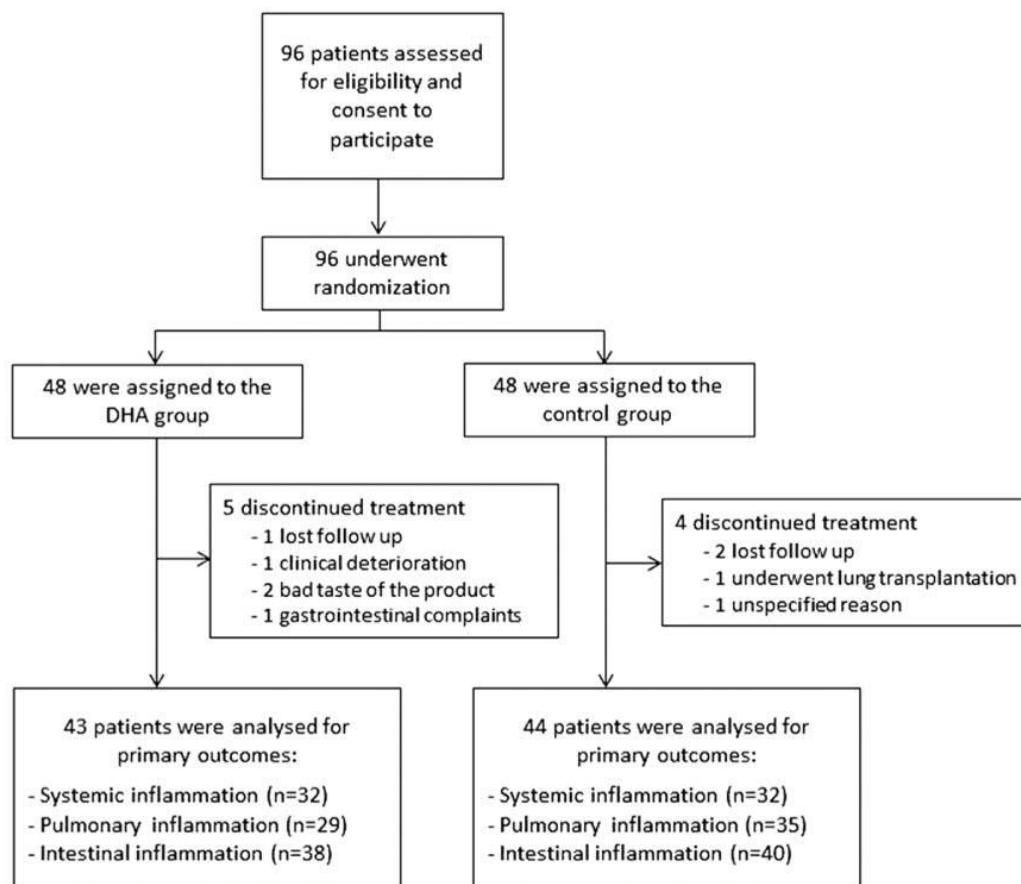 96 patients assessed
for eligibility and
consent to
participate
96 underwent
randomization
48 were assigned to the
DHA group
48 were assigned to the
control group
5 discontinued treatment
- 1 lost follow up
- 1 clinical deterioration
- 2 bad taste of the product
- 1 gastrointestinal complaints
4 discontinued treatment
- 2 lost follow up
- 1 underwent lung transplantation
- 1 unspecified reason
43 patients were analysed for
primary outcomes:
- Systemic inflammation (n=32)
- Pulmonary inflammation (n=29)
- Intestinal inflammation (n=38)
44 patients were analysed for
primary outcomes:
- Systemic inflammation (n=32)
- Pulmonary inflammation (n=35)
- Intestinal inflammation (n=40)